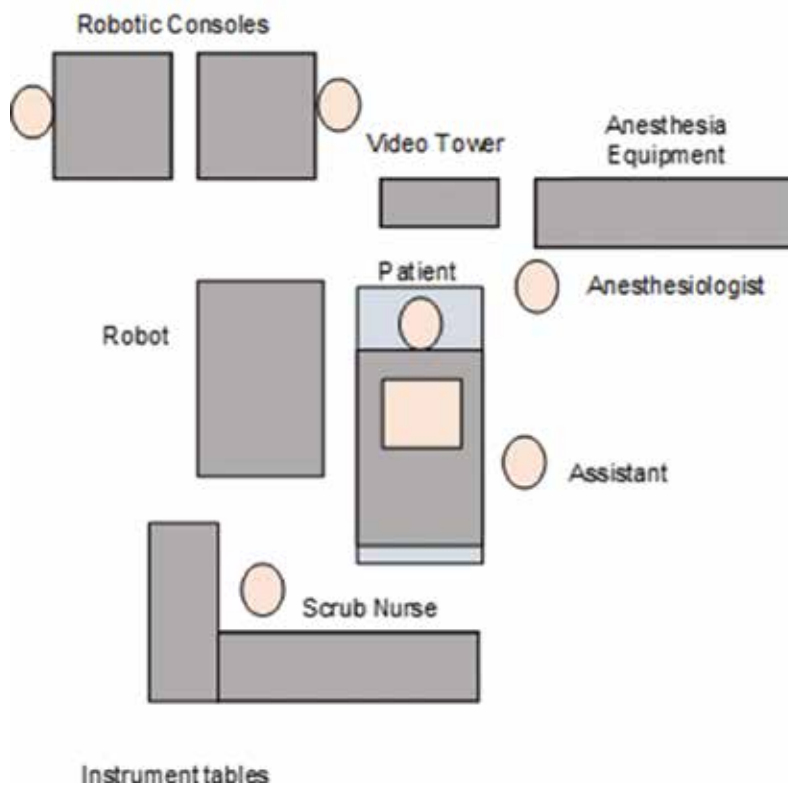 Robotic Consoles
Video Tower
Anesthesia
Equipment
Patient
Anesthesiologist
Robot
Assistant
Scrub Nurse
Instrument tables